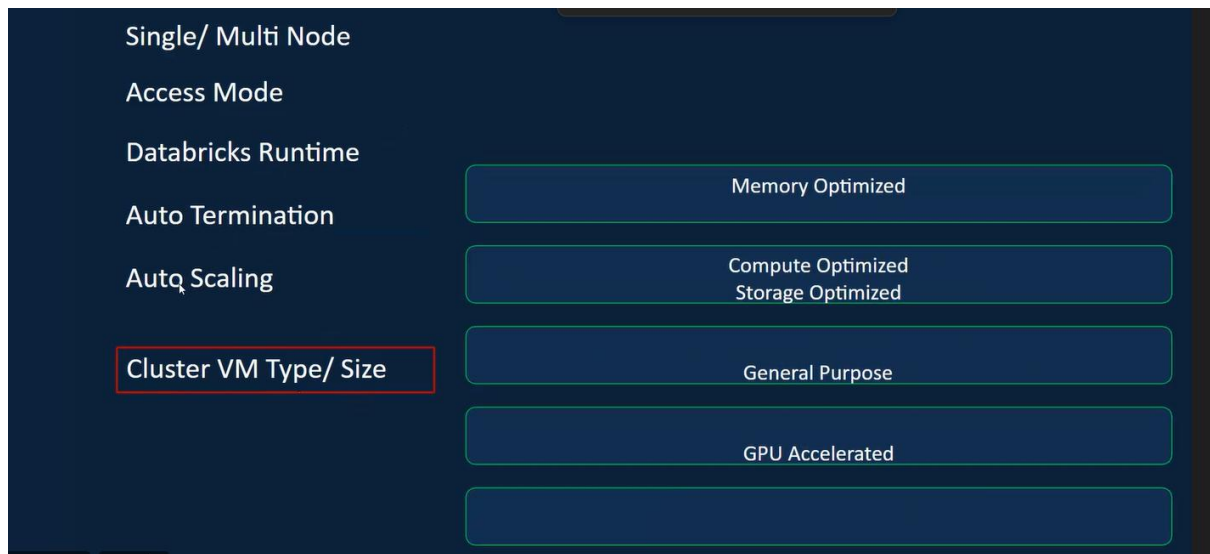 Single/ Multi Node
Access Mode
Databricks Runtime
Auto Termination
Auto Scaling
Cluster VM Type/ Size
Memory Optimized
Compute Optimized
Storage Optimized
General Purpose
GPU Accelerated